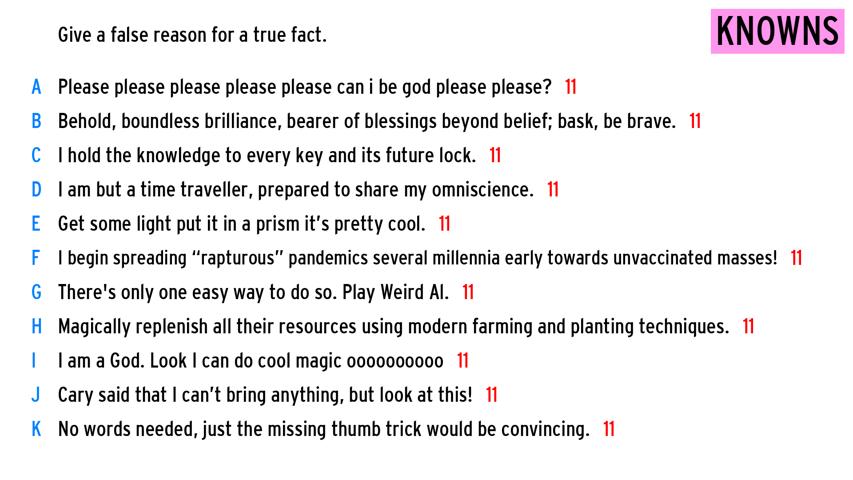 Give a false reason for a true fact.
KNOWNS
A Please please please please please can i be god please please? 11
B Behold, boundless brilliance, bearer of blessings beyond belief; bask, be brave. 11
C I hold the knowledge to every key and its future lock. 11
D I am but a time traveller, prepared to share my omniscience. 11
E Get some light put it in a prism it's pretty cool. 11
F I begin spreading “rapturous” pandemics several millennia early towards unvaccinated masses! 11
G There's only one easy way to do so. Play Weird Al. 11
H Magically replenish all their resources using modern farming and planting techniques. 11
I I am a God. Look I can do cool magic oooooooooo 11
J Cary said that I can't bring anything, but look at this! 11
K No words needed, just the missing thumb trick would be convincing. 11